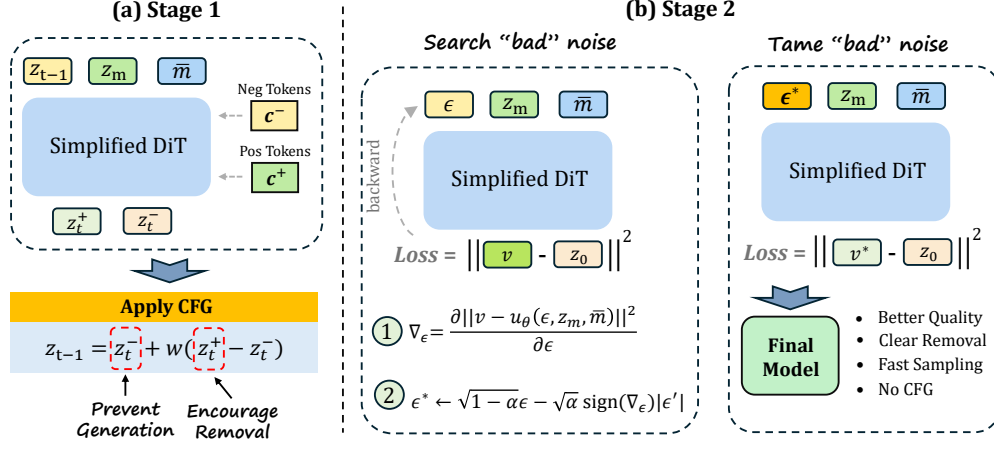 (a) Stage 1
z_{t−1} z_m m̅
Neg Tokens
c⁻
Simplified DiT
Pos Tokens
c⁺
z_t^+ z_t^-
Apply CFG
z_{t−1} = z_t^- + w(z_t^+ − z_t^-)
Prevent
Generation
Encourage
Removal
(b) Stage 2
Search “bad” noise
ϵ z_m m̅
backward
Simplified DiT
Loss = ||v - z_0||^2
① ∇_ϵ= ∂||v − u_θ(ϵ, z_m, m̅)||² / ∂ϵ
② ϵ* ← √(1 − α)ϵ − √α sign(∇_ϵ)|ϵ′|
Tame “bad” noise
ϵ* z_m m̅
Simplified DiT
Loss = ||v* - z_0||^2
Final
Model
• Better Quality
• Clear Removal
• Fast Sampling
• No CFG